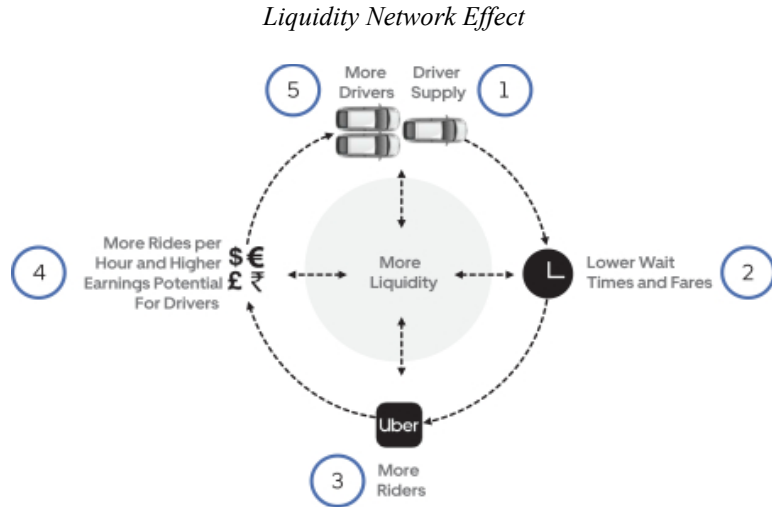 Liquidity Network Effect
5
More
Drivers
Driver
Supply
1
More Rides per
Hour and Higher
Earnings Potential
For Drivers
$ €
£ ₹
4
More
Liquidity
Lower Wait
Times and Fares
2
Uber
3
More
Riders